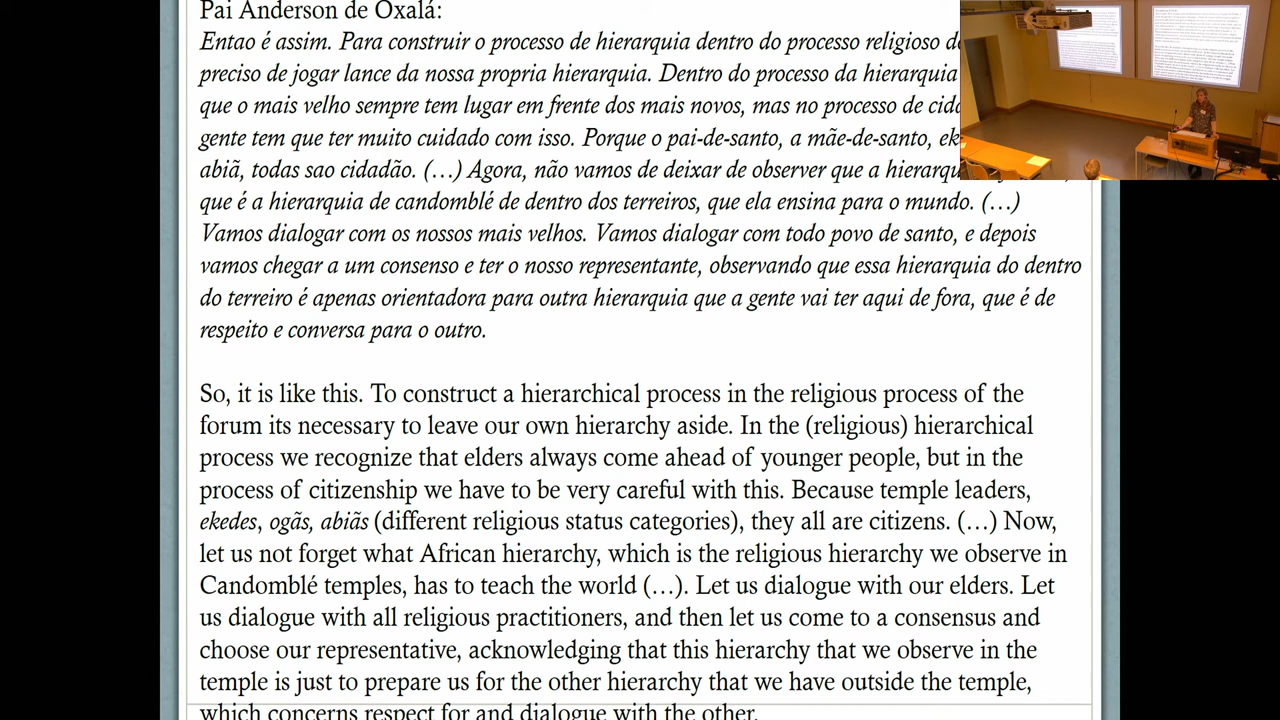 Pai Anderson de Oxalá:
Entao é assim. Para
de hierarquia dentro do processo religioso
preciso de
da nossa
hierarquia. Dentro do processo da
que o mais velho sempre tem
em frente dos mais novos, mas no processo de
gente tem que ter muito cuidado com isso. Porque o pai-de-santo, a mãe-de-santo,
abiã, todas sao cidadão. (…) Agora, não vamos de deixar de observar que a
que é a hierarquia de candomblé de dentro dos terreiros, que ela ensina para o mundo. (…)
Vamos dialogar com os nossos mais velhos. Vamos dialogar com todo povo de santo, e depois
vamos chegar a um consenso e ter o nosso representante, observando que essa hierarquia do dentro
do terreiro é apenas orientadora para outra hierarquia que a gente vai ter aqui de fora, que é de
respeito e conversa para o outro.
So, it is like this. To construct a hierarchical process in the religious process of the
forum its necessary to leave our own hierarchy aside. In the (religious) hierarchical
process we recognize that elders always come ahead of younger people, but in the
process of citizenship we have to be very careful with this. Because temple leaders,
ekedes, ogãs, abiãs (different religious status categories), they all are citizens. (…) Now,
let us not forget what African hierarchy, which is the religious hierarchy we observe in
Candomblé temples, has to teach the world (…). Let us dialogue with our elders. Let
us dialogue with all religious practitioners, and then let us come to a consensus and
choose our representative, acknowledging that this hierarchy that we observe in the
temple is just to prepare us for the other hierarchy that we have outside the temple,
which concerns respect for and dialogue with the other.